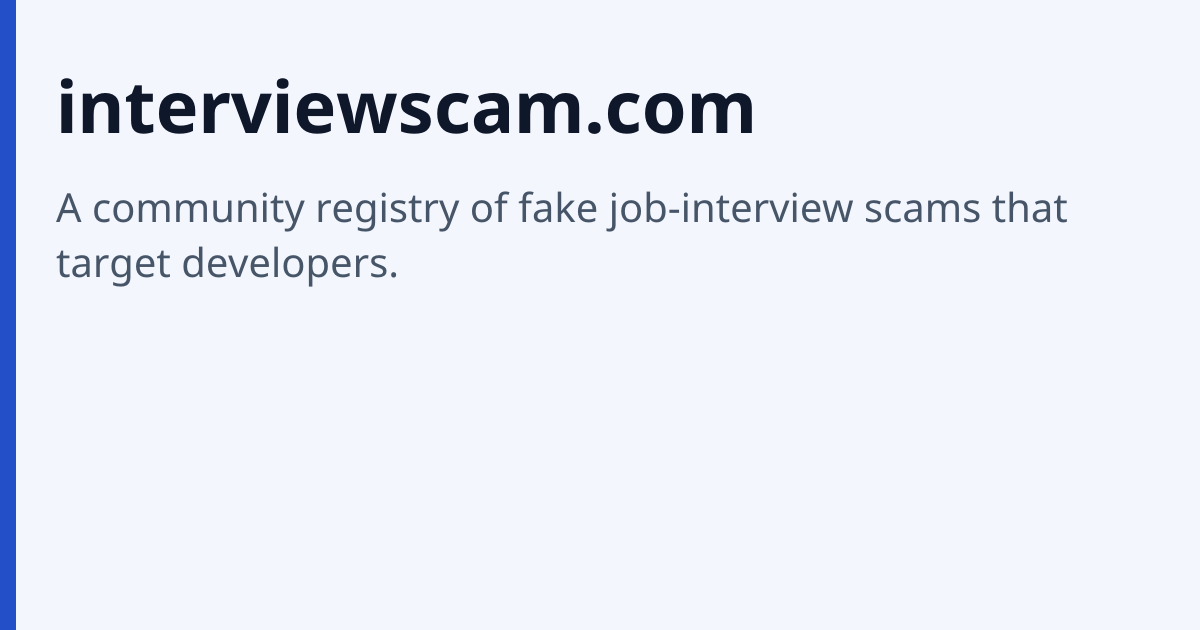 interviewscam.com
A community registry of fake job-interview scams that
target developers.